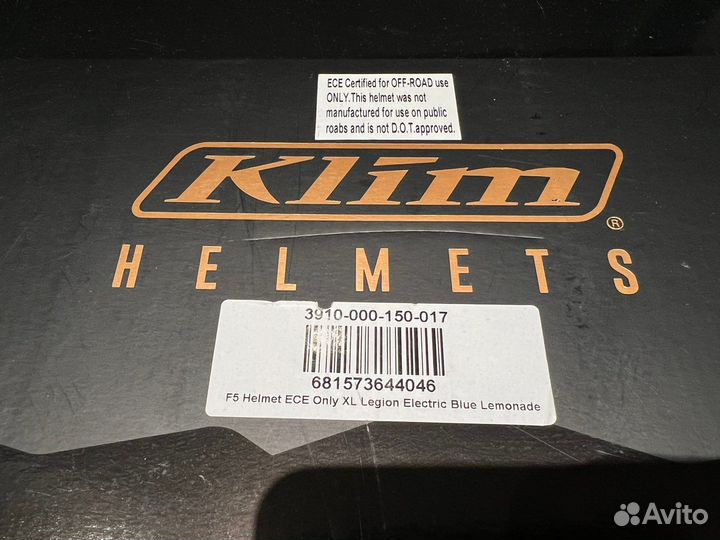 ECE Certified for OFF-ROAD use
ONLY.This helmet was not
manufactured for use on public
roabs and is not D.O.T.approved.
Klim
®
HELMETS
3910-000-150-017
681573644046
F5 Helmet ECE Only XL Legion Electric Blue Lemonade
Avito